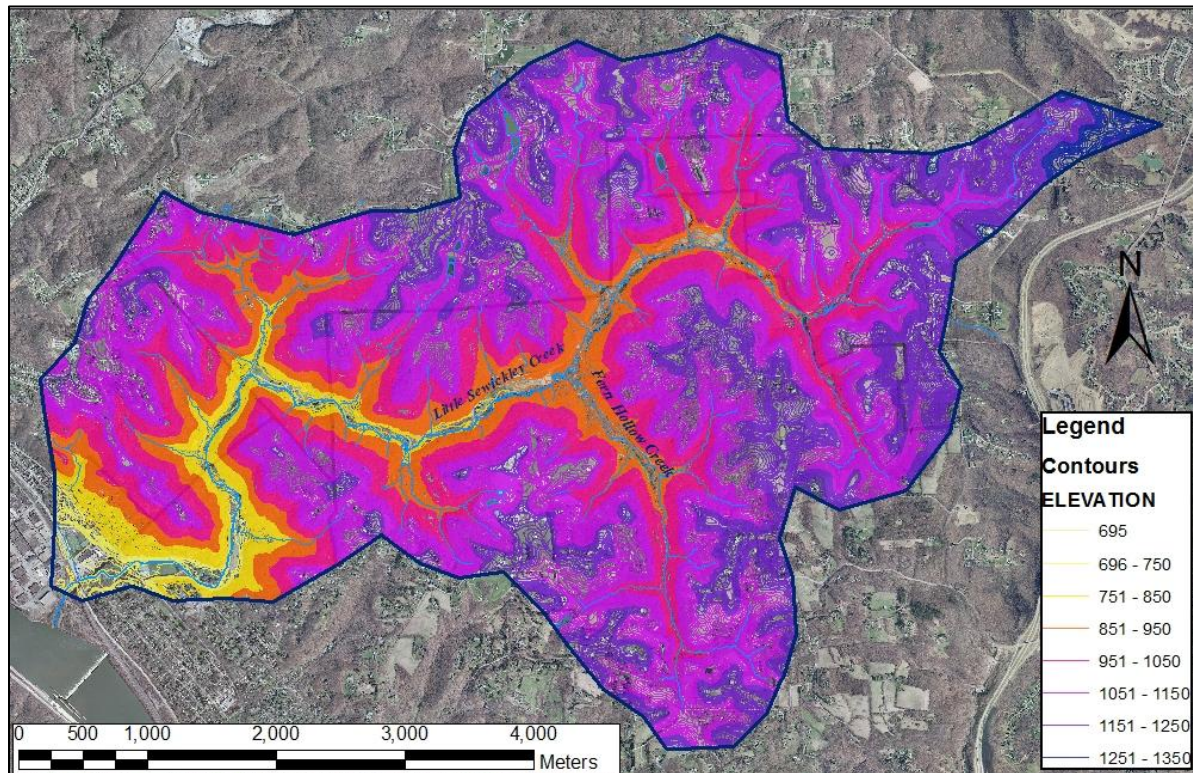 Little Sewickley Creek
Fern Hollow Creek
N
Legend
Contours
ELEVATION
695
696 - 750
751 - 850
851 - 950
951 - 1050
1051 - 1150
1151 - 1250
1251 - 1350
0 500 1,000 2,000 3,000 4,000
Meters